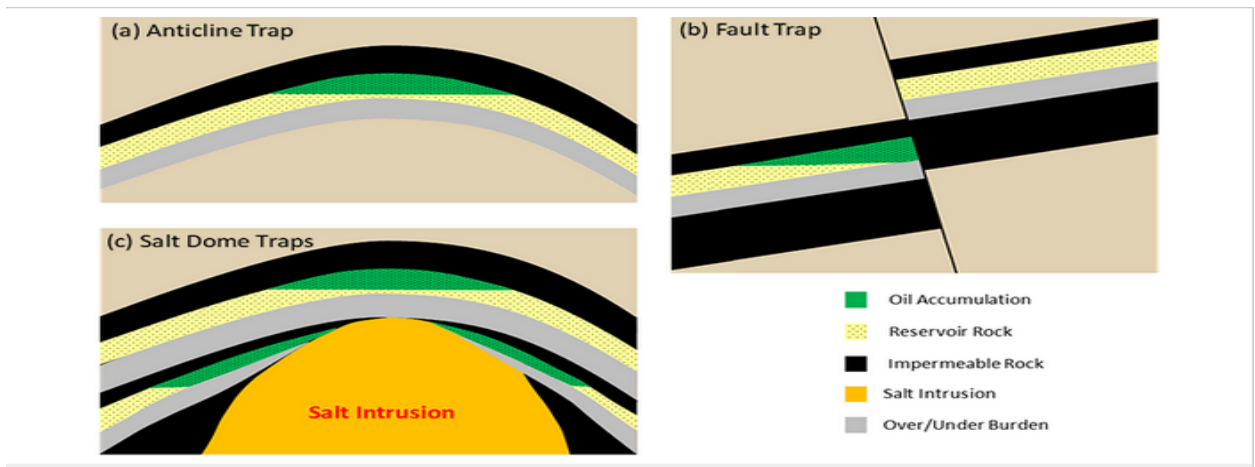 (a) Anticline Trap
(b) Fault Trap
(c) Salt Dome Traps
Salt Intrusion
Oil Accumulation
Reservoir Rock
Impermeable Rock
Salt Intrusion
Over/Under Burden